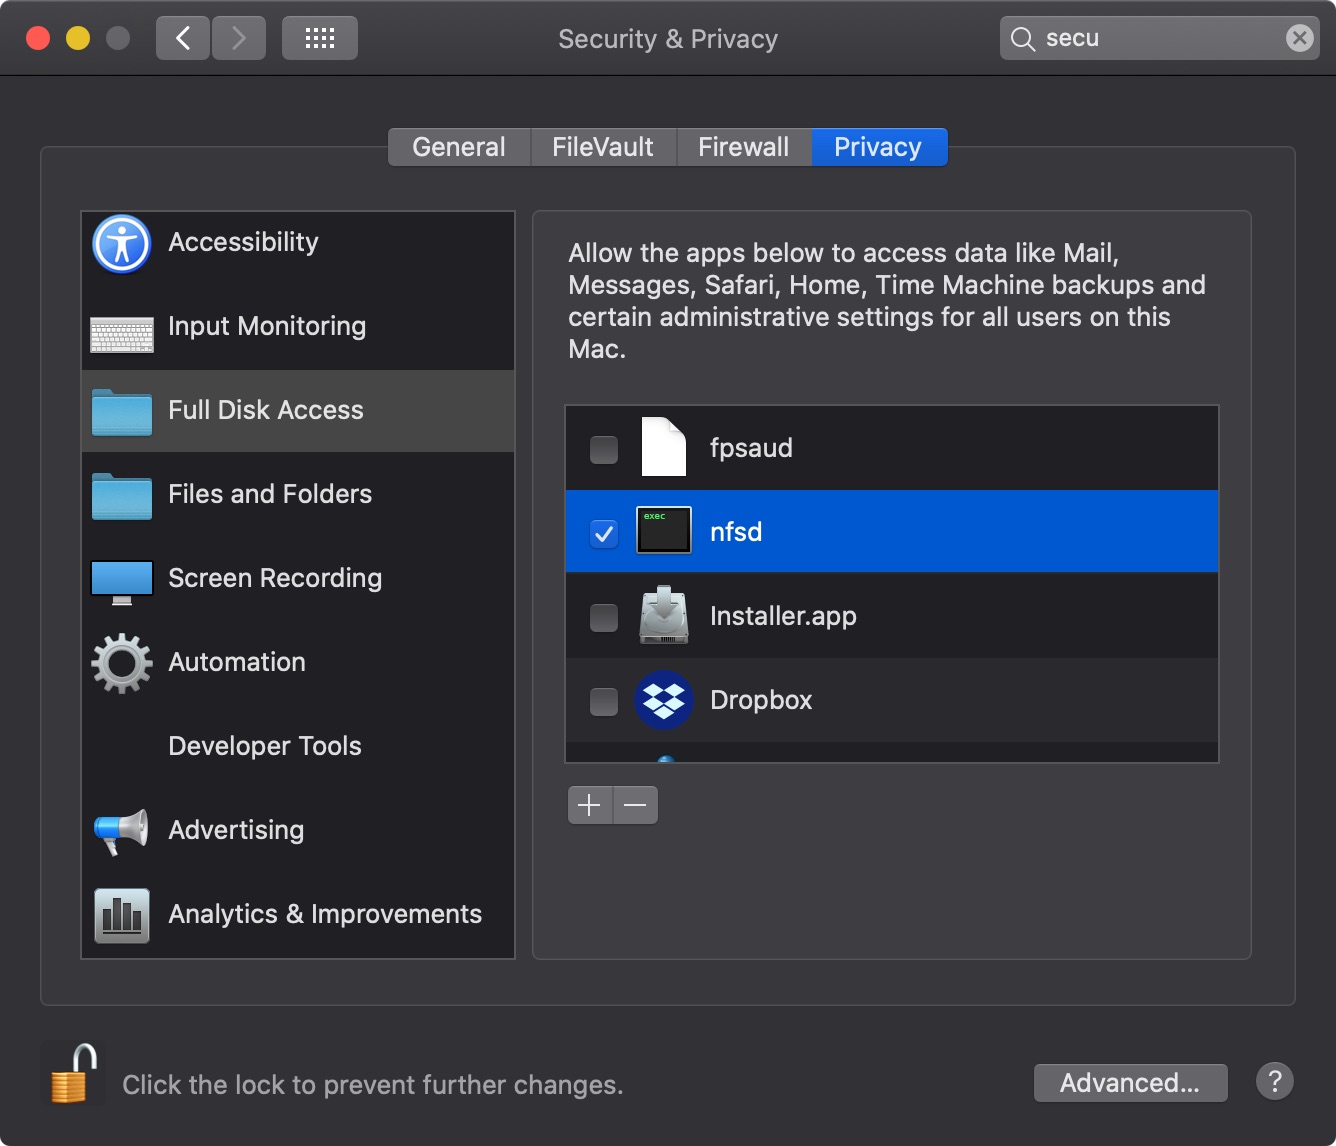 Security & Privacy
secu
General
FileVault
Firewall
Privacy
Accessibility
Input Monitoring
Full Disk Access
Files and Folders
Screen Recording
Automation
Developer Tools
Advertising
Analytics & Improvements
Allow the apps below to access data like Mail,
Messages, Safari, Home, Time Machine backups and
certain administrative settings for all users on this
Mac.
fpsaud
exec
nfsd
Installer.app
Dropbox
Click the lock to prevent further changes.
Advanced...
?